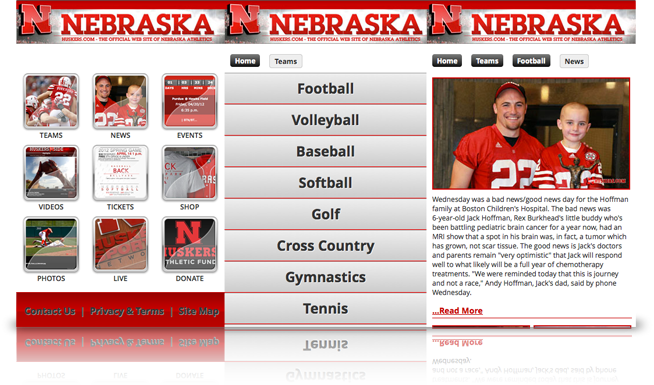 N NEBRASKA
HUSKERS.COM - THE OFFICIAL WEB SITE OF NEBRASKA ATHLETICS
TEAMS
NEWS
EVENTS
VIDEOS
TICKETS
SHOP
PHOTOS
LIVE
N
HUSKERS
ATHLETIC FUND
DONATE
Contact Us | Privacy & Terms | Site Map
N NEBRASKA
HUSKERS.COM - THE OFFICIAL WEB SITE OF NEBRASKA ATHLETICS
Home Teams
Football
Volleyball
Baseball
Softball
Golf
Cross Country
Gymnastics
Tennis
N NEBRASKA
HUSKERS.COM - THE OFFICIAL WEB SITE OF NEBRASKA ATHLETICS
Home Teams Football News
Wednesday was a bad news/good news day for the Hoffman
family at Boston Children's Hospital. The bad news was
6-year-old Jack Hoffman, Rex Burkhead's little buddy who's
been battling pediatric brain cancer for a year now, had an
MRI show that a spot in his brain was, in fact, a tumor which
has grown, not scar tissue. The good news is Jack's doctors
and parents remain "very optimistic" that Jack will respond
well to what likely will be a full year of chemotherapy
treatments. "We were reminded today that this is journey
and not a race," Andy Hoffman, Jack's dad, said by phone
Wednesday.
...Read More